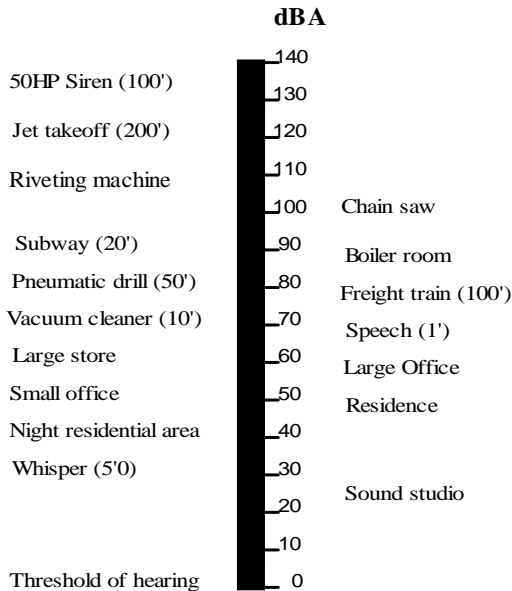 dBA
140
50HP Siren (100')
130
Jet takeoff (200')
120
110
Riveting machine
100
Chain saw
Subway (20')
90
Boiler room
Pneumatic drill (50')
80
Freight train (100')
Vacuum cleaner (10')
70
Speech (1')
Large store
60
Large Office
Small office
50
Residence
Night residential area
40
Whisper (5'0)
30
Sound studio
20
10
Threshold of hearing
0